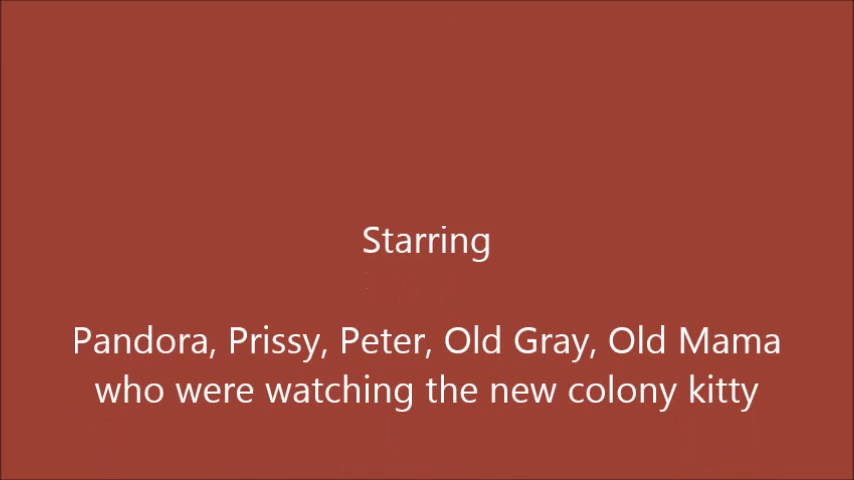 Starring
Pandora, Prissy, Peter, Old Gray, Old Mama
who were watching the new colony kitty